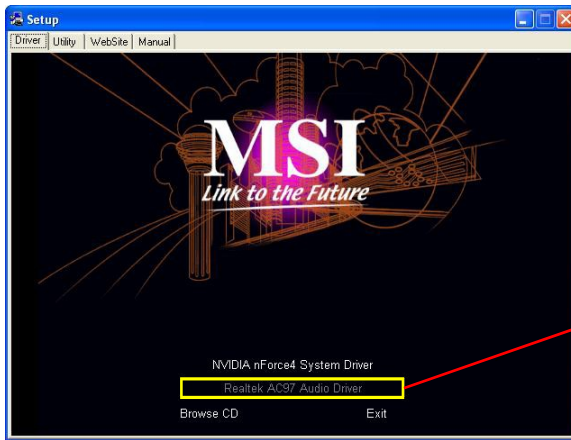 Setup
Driver Utility WebSite Manual
MSI
Link to the Future
NVIDIA nForce4 System Driver
Realtek AC97 Audio Driver
Browse CD Exit